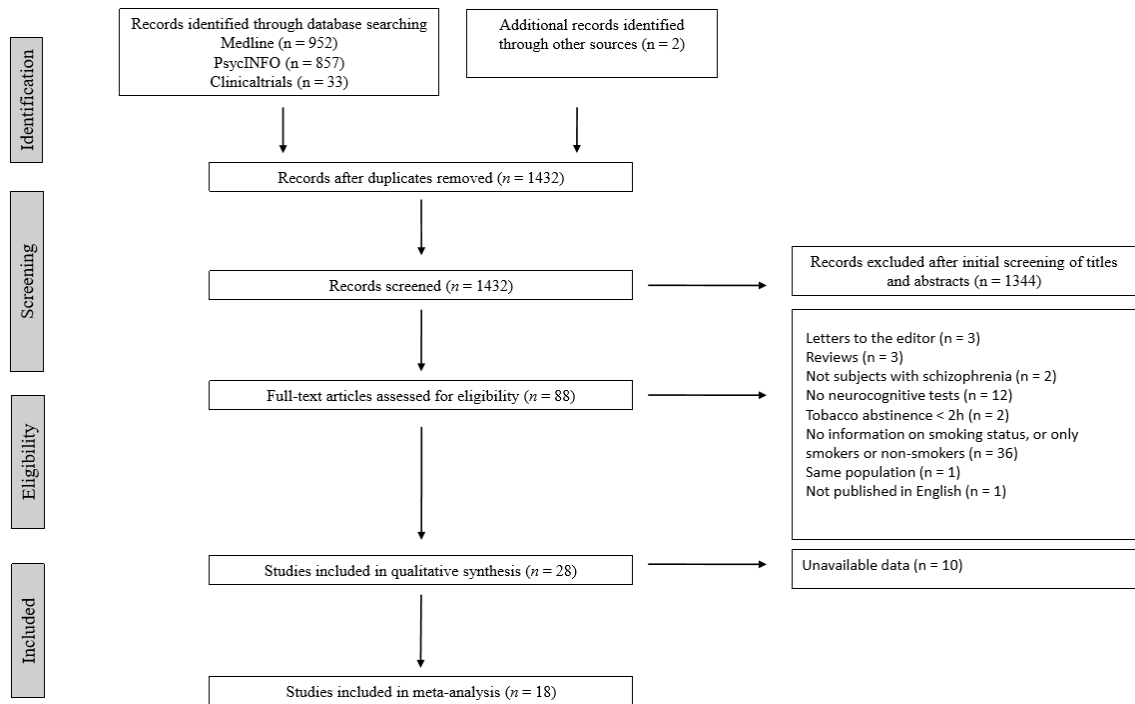 Records identified through database searching
Medline (n = 952)
PsycINFO (n = 857)
Clinicaltrials (n = 33)
Additional records identified
through other sources (n = 2)
Identification
Records after duplicates removed (n = 1432)
Screening
Records screened (n = 1432)
Records excluded after initial screening of titles
and abstracts (n = 1344)
Eligibility
Full-text articles assessed for eligibility (n = 88)
Letters to the editor (n = 3)
Reviews (n = 3)
Not subjects with schizophrenia (n = 2)
No neurocognitive tests (n = 12)
Tobacco abstinence < 2h (n = 2)
No information on smoking status, or only
smokers or non-smokers (n = 36)
Same population (n = 1)
Not published in English (n = 1)
Included
Studies included in qualitative synthesis (n = 28)
Unavailable data (n = 10)
Studies included in meta-analysis (n = 18)